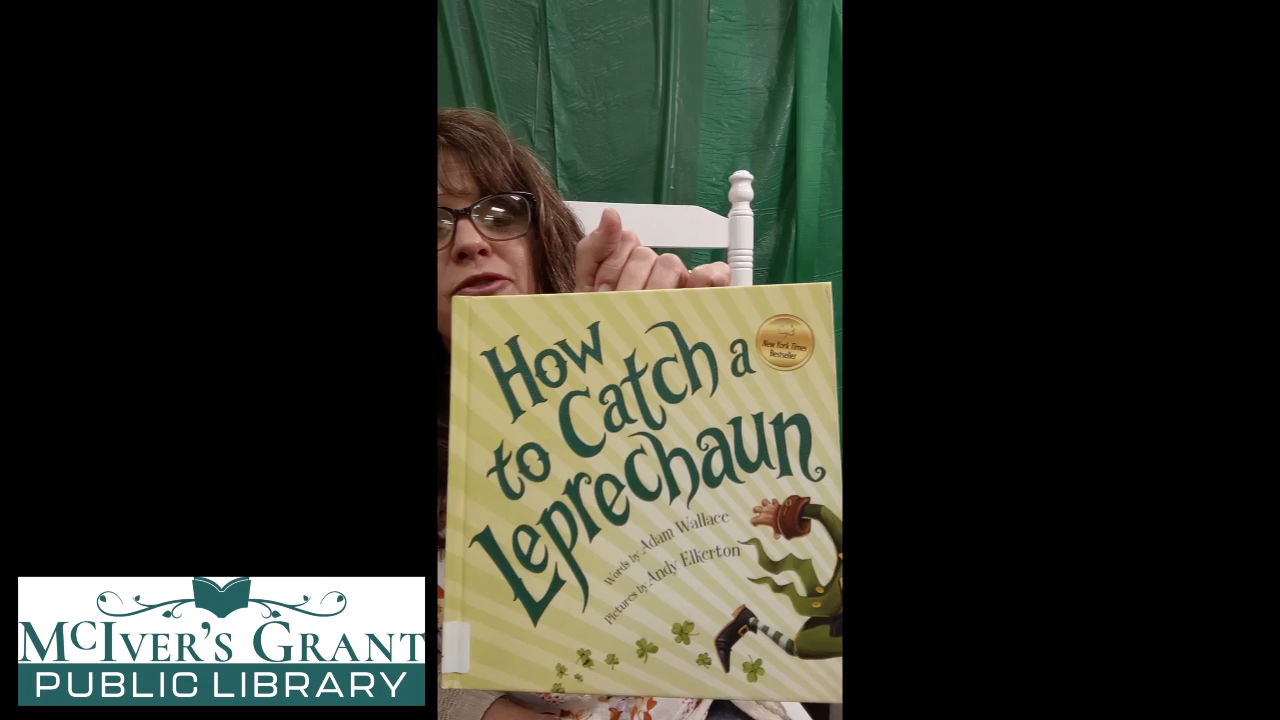 How
to Catch a
Leprechaun
New York Times
Bestseller
Words by Adam Wallace
Pictures by Andy Elkerton
McIver's Grant
PUBLIC LIBRARY